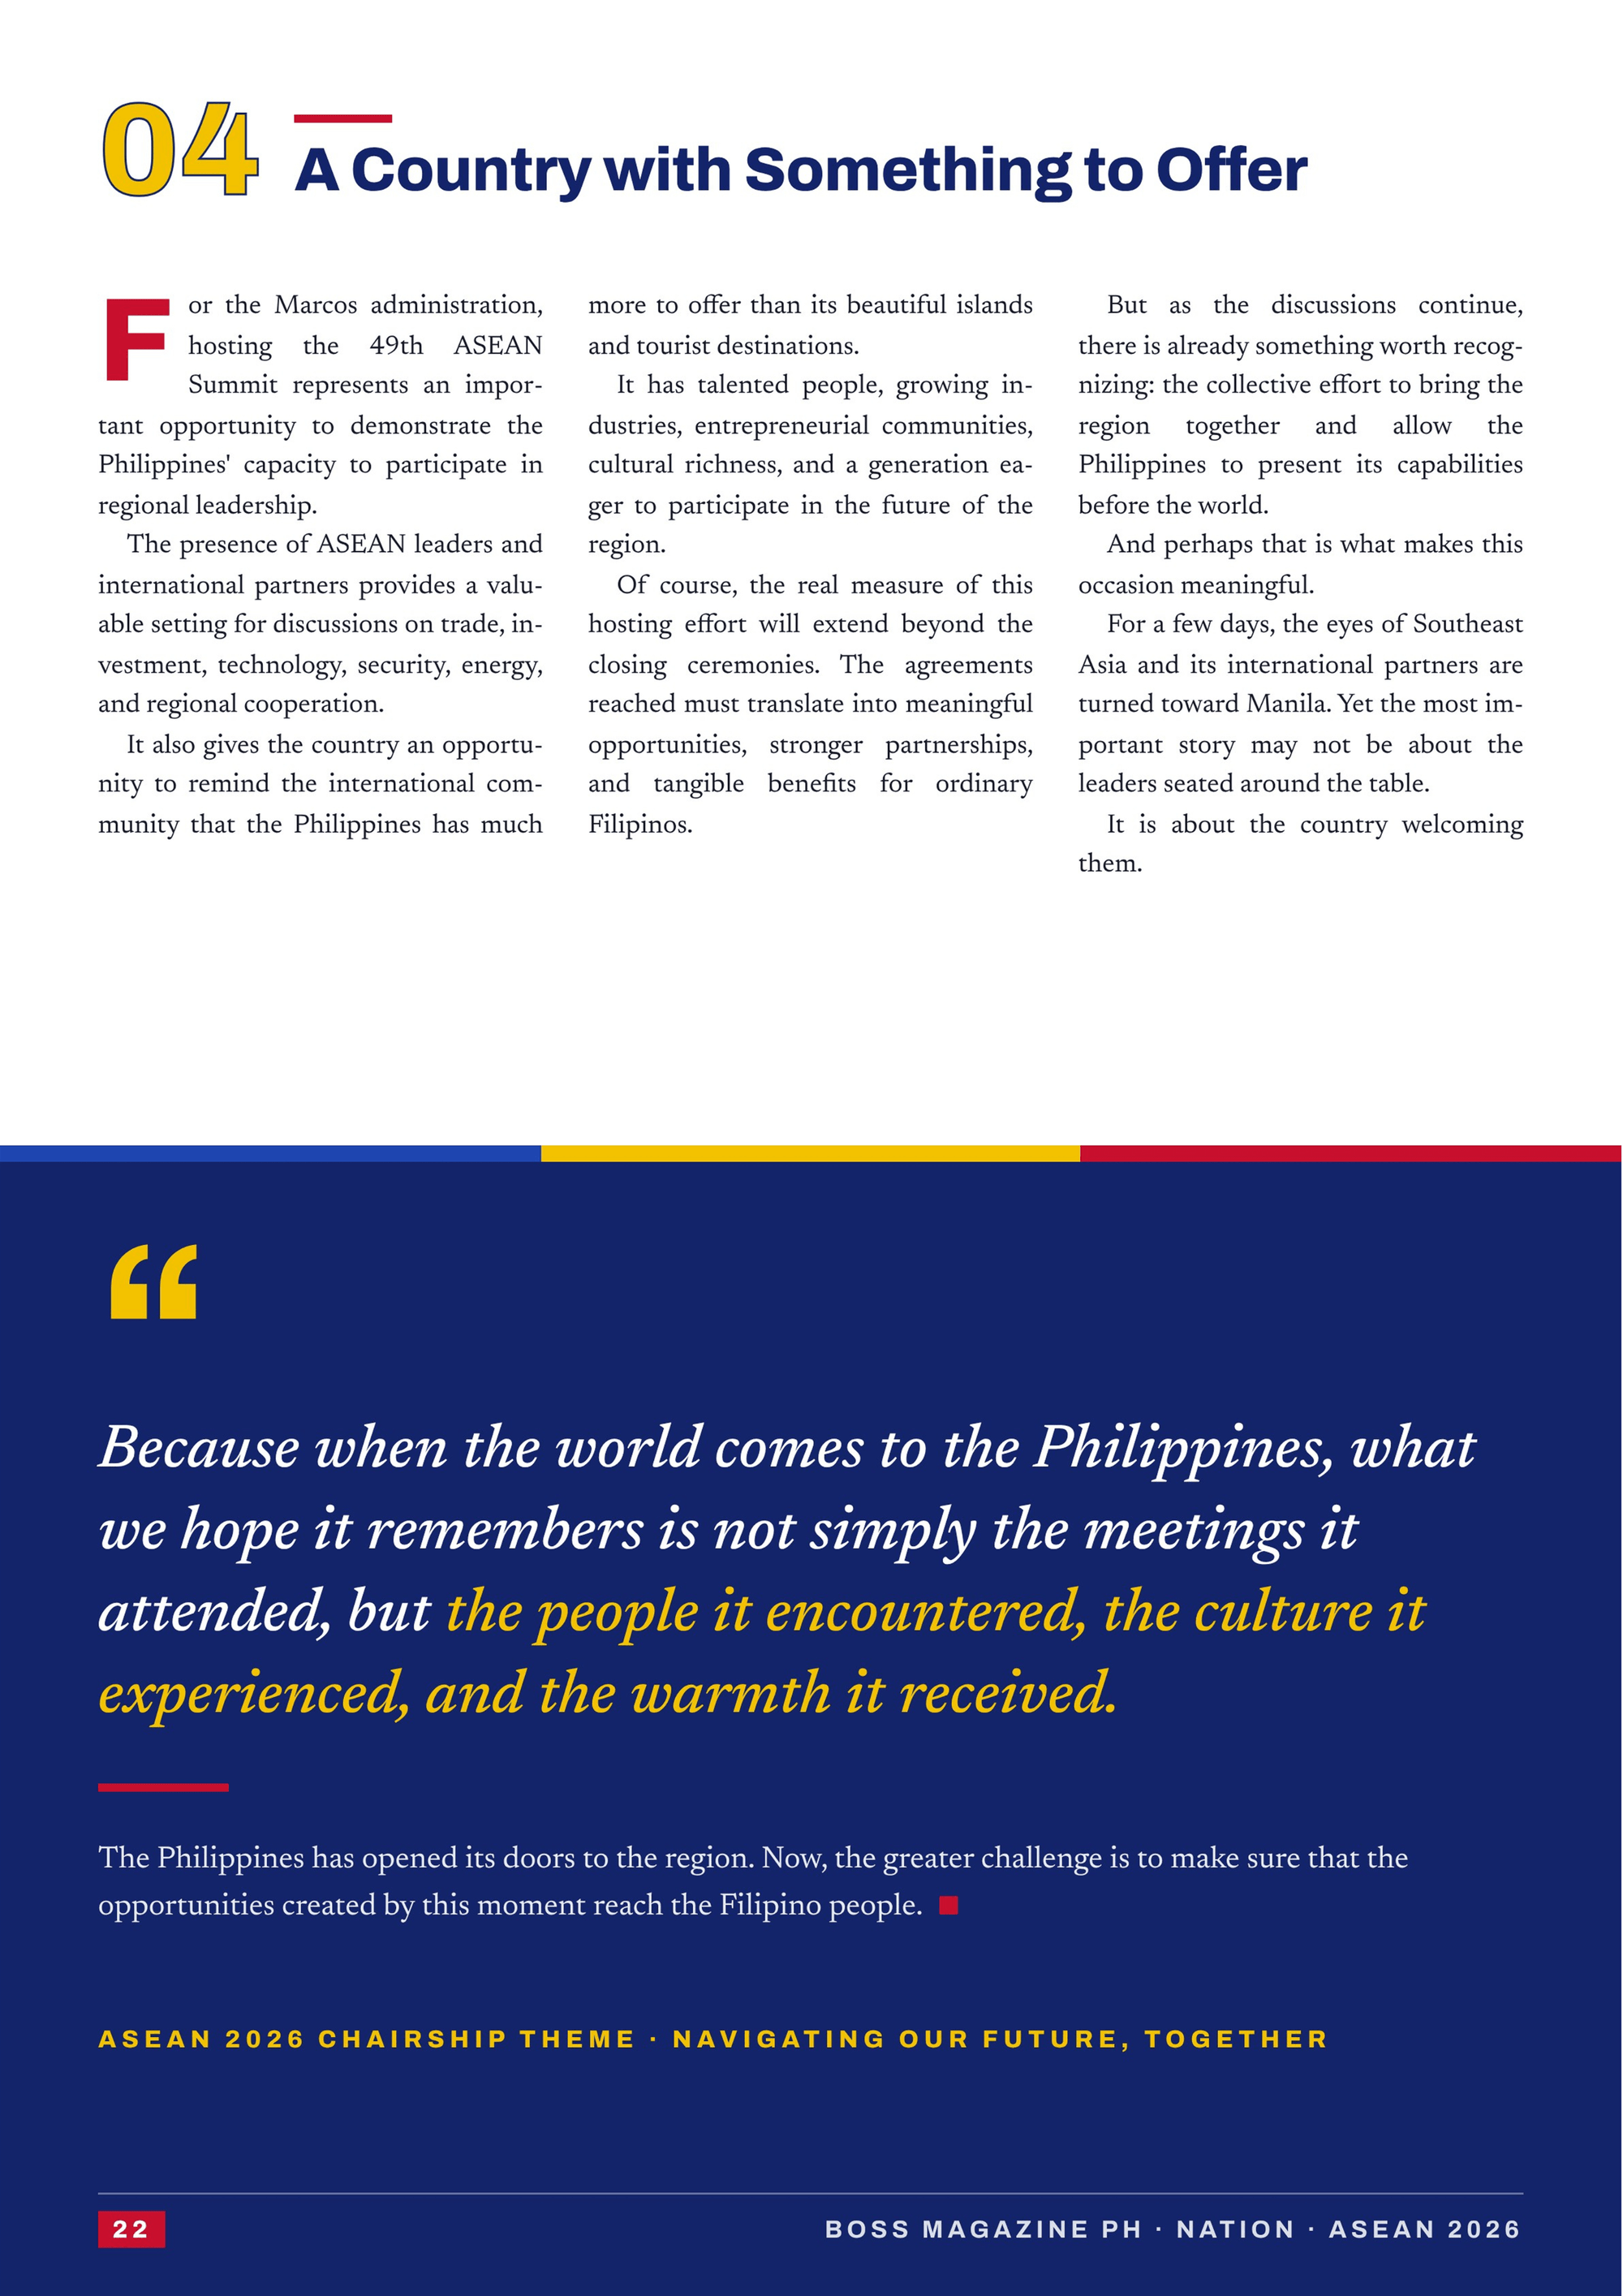 04
A Country with Something to Offer
For the Marcos administration,
hosting the 49th ASEAN
Summit represents an impor-
tant opportunity to demonstrate the
Philippines' capacity to participate in
regional leadership.
The presence of ASEAN leaders and
international partners provides a valu-
able setting for discussions on trade, in-
vestment, technology, security, energy,
and regional cooperation.
It also gives the country an opportu-
nity to remind the international com-
munity that the Philippines has much
more to offer than its beautiful islands
and tourist destinations.
It has talented people, growing in-
dustries, entrepreneurial communities,
cultural richness, and a generation ea-
ger to participate in the future of the
region.
Of course, the real measure of this
hosting effort will extend beyond the
closing ceremonies. The agreements
reached must translate into meaningful
opportunities, stronger partnerships,
and tangible benefits for ordinary
Filipinos.
But as the discussions continue,
there is already something worth recog-
nizing: the collective effort to bring the
region together and allow the
Philippines to present its capabilities
before the world.
And perhaps that is what makes this
occasion meaningful.
For a few days, the eyes of Southeast
Asia and its international partners are
turned toward Manila. Yet the most im-
portant story may not be about the
leaders seated around the table.
It is about the country welcoming
them.
“
Because when the world comes to the Philippines, what
we hope it remembers is not simply the meetings it
attended, but the people it encountered, the culture it
experienced, and the warmth it received.
The Philippines has opened its doors to the region. Now, the greater challenge is to make sure that the
opportunities created by this moment reach the Filipino people.
ASEAN 2026 CHAIRSHIP THEME · NAVIGATING OUR FUTURE, TOGETHER
22
BOSS MAGAZINE PH · NATION · ASEAN 2026